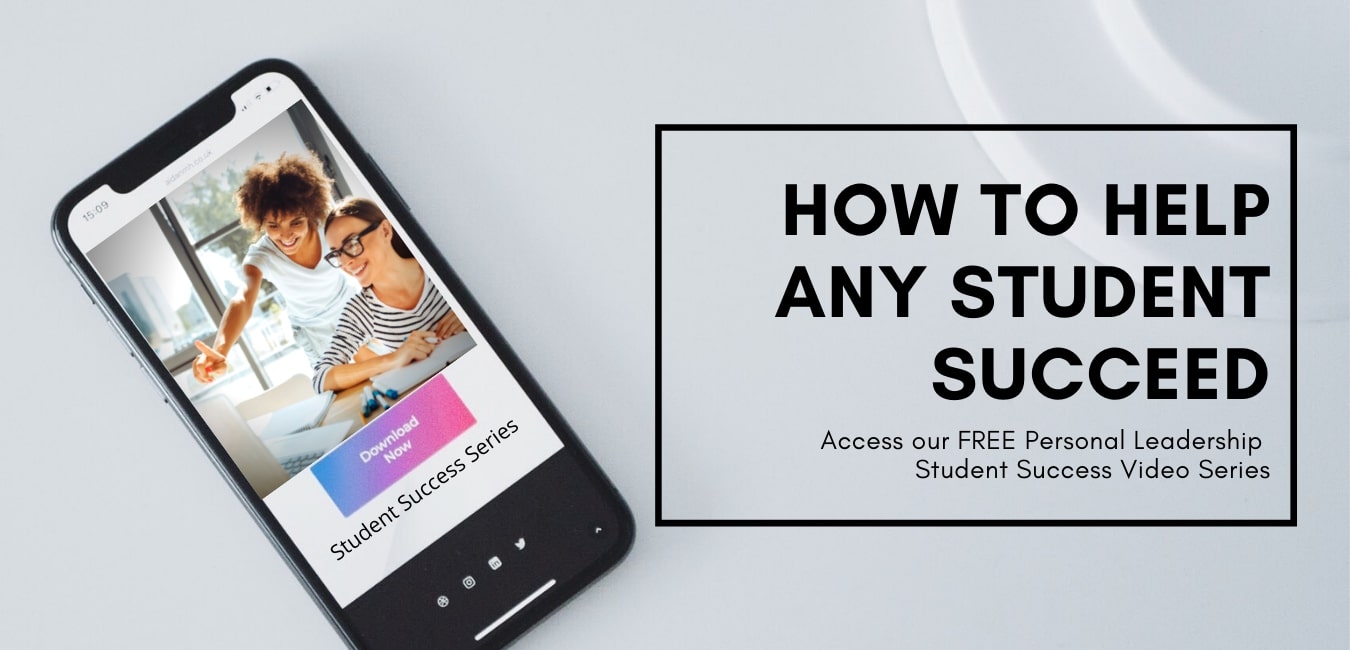 15:09
Download
Now
Student Success Series
HOW TO HELP
ANY STUDENT
SUCCEED
Access our FREE Personal Leadership
Student Success Video Series